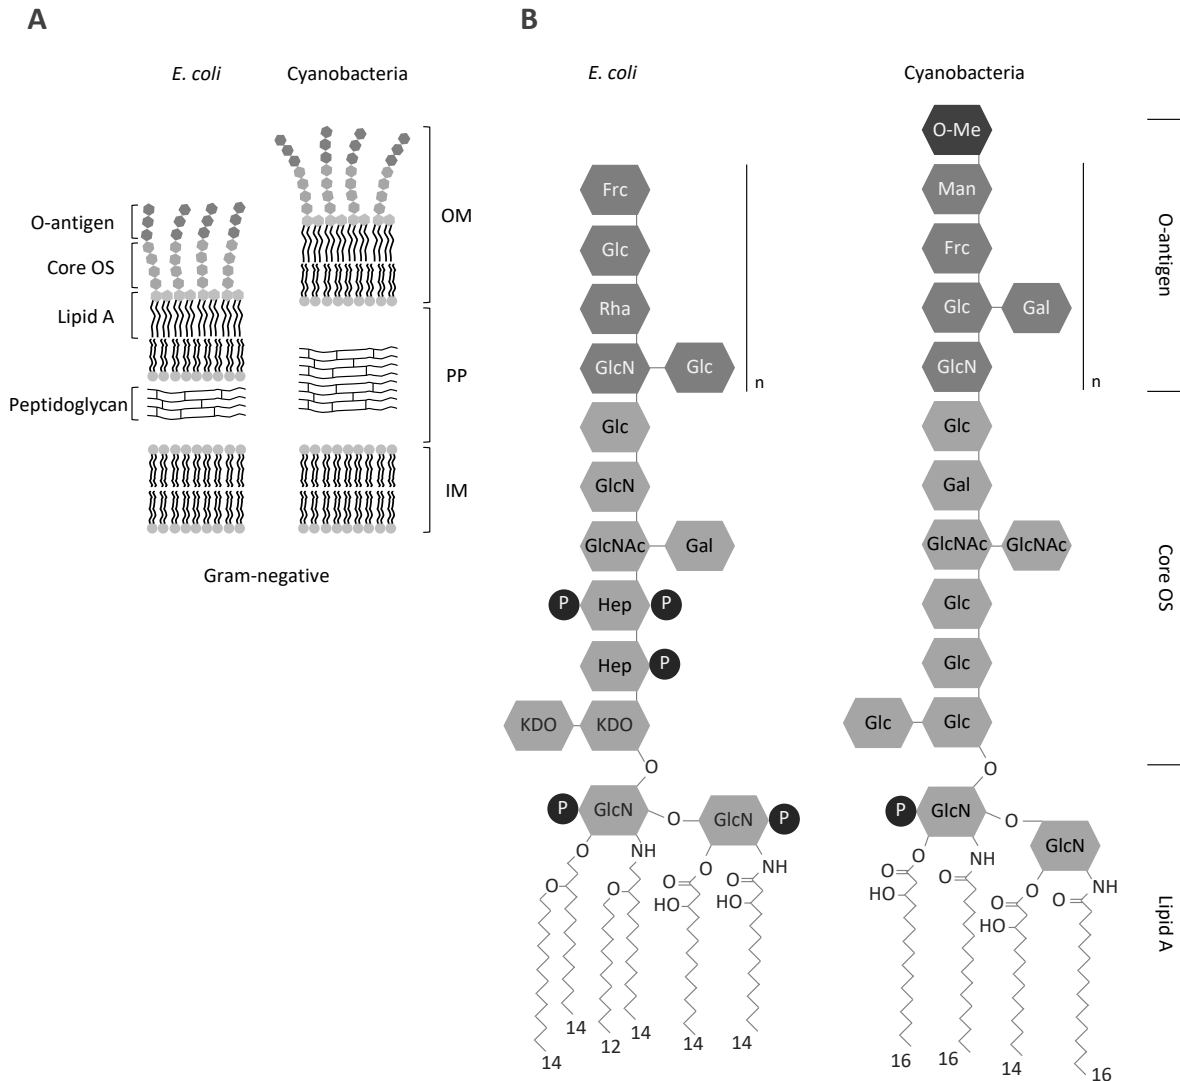 A
B
E. coli
Cyanobacteria
O-antigen
Core OS
Lipid A
Peptidoglycan
OM
PP
IM
Gram-negative
E. coli
Frc
Glc
Rha
GlcN
Glc
n
Glc
GlcN
GlcNAc
Gal
P
Hep
P
Hep
P
KDO
KDO
O
P
GlcN
O
GlcN
P
O
NH
O
O
O
O
NH
O
HO
HO
14
14
12
14
14
14
Cyanobacteria
O-Me
Man
Frc
Glc
Gal
GlcN
n
Glc
Gal
GlcNAc
GlcNAc
Glc
Glc
Glc
Glc
O
P
GlcN
O
GlcN
O
NH
O
O
HO
O
NH
O
O
HO
16
16
14
16
O-antigen
Core OS
Lipid A